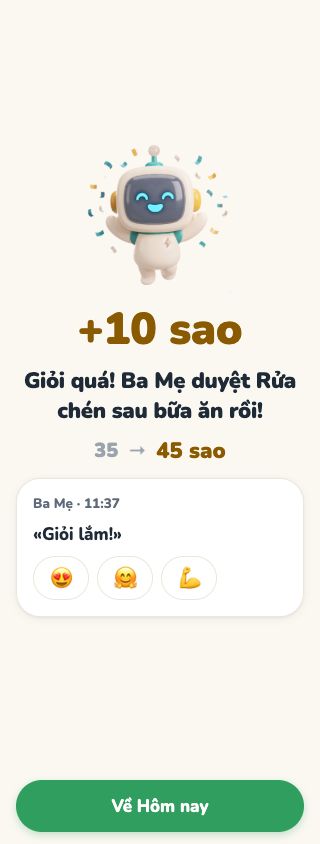 +10 sao
Giỏi quá! Ba Mẹ duyệt Rửa
chén sau bữa ăn rồi!
35 → 45 sao
Ba Mẹ · 11:37
«Giỏi lắm!»
😍 🤗 💪
Về Hôm nay